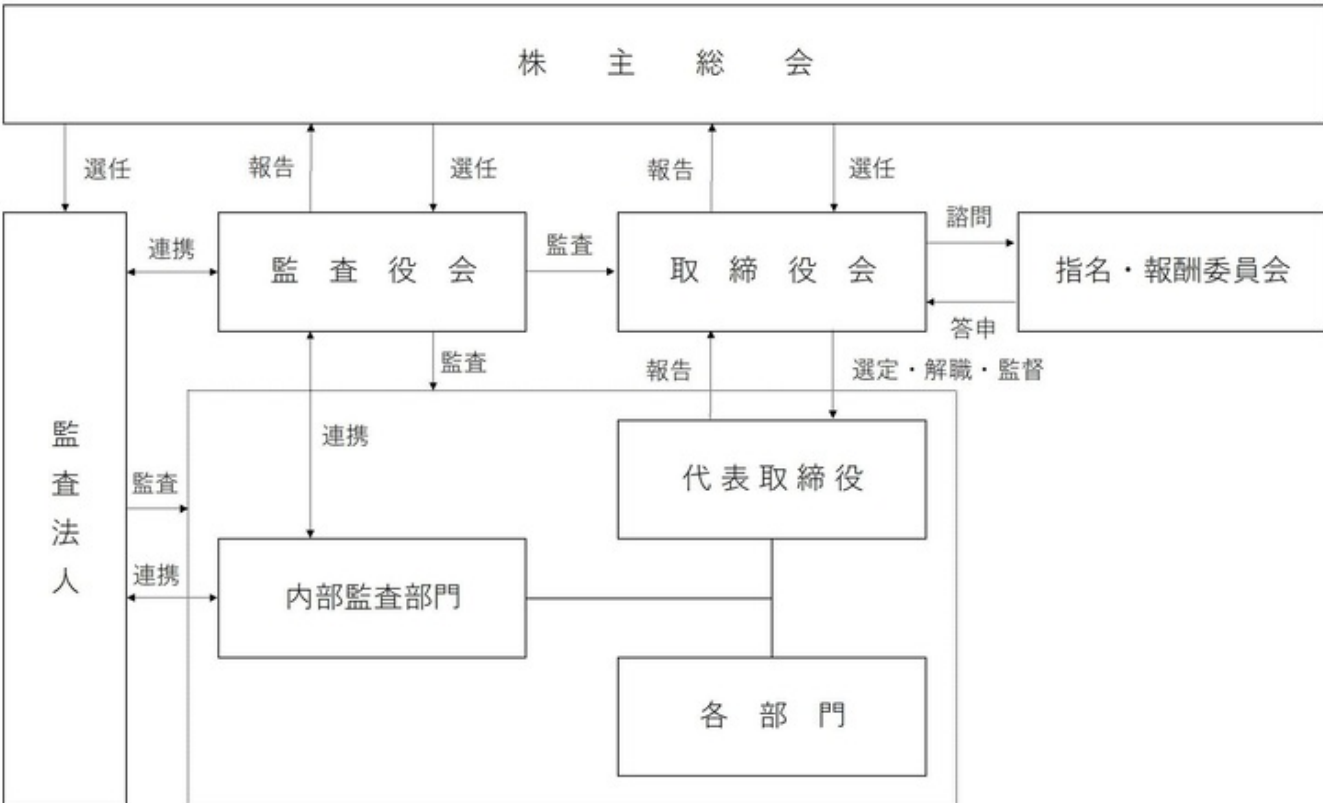 株主総会
選任
報告
選任
報告
選任
連携
監査役会
監査
取締役会
諮問
答申
指名・報酬委員会
監査
報告
選定・解職・監督
監査法人
連携
代表取締役
監査
連携
内部監査部門
各部門